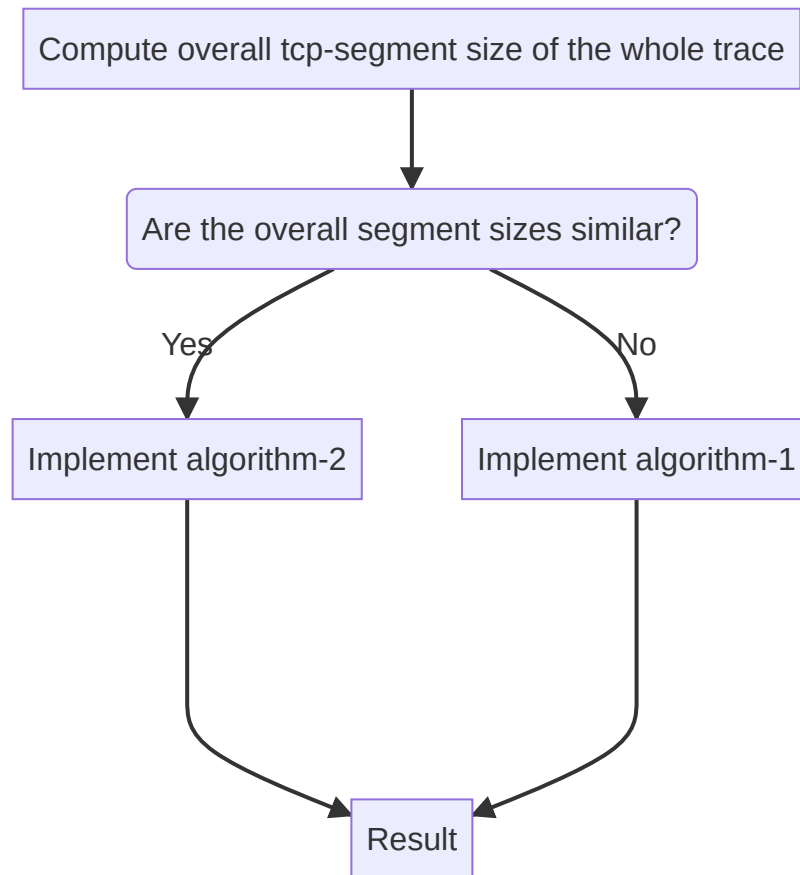 Compute overall tcp-segment size of the whole trace
Are the overall segment sizes similar?
Yes
No
Implement algorithm-2
Implement algorithm-1
Result